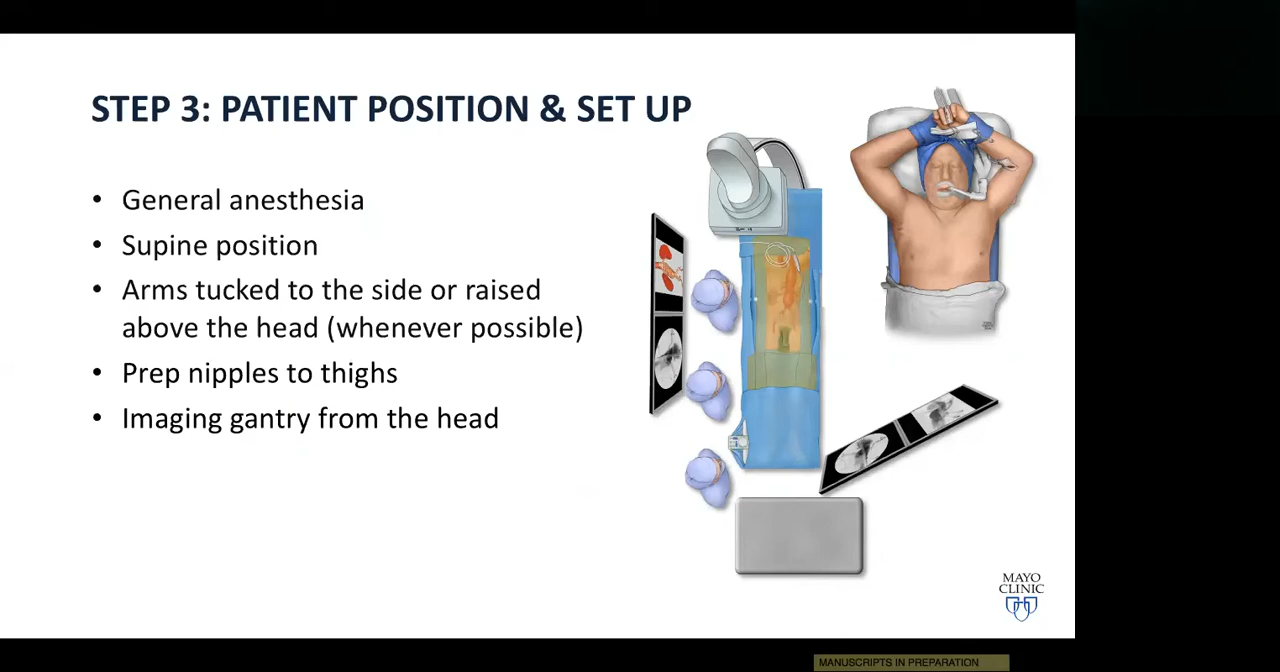 STEP 3: PATIENT POSITION & SET UP
• General anesthesia
• Supine position
• Arms tucked to the side or raised
above the head (whenever possible)
• Prep nipples to thighs
• Imaging gantry from the head
MAYO
CLINIC
MANUSCRIPTS IN PREPARATION